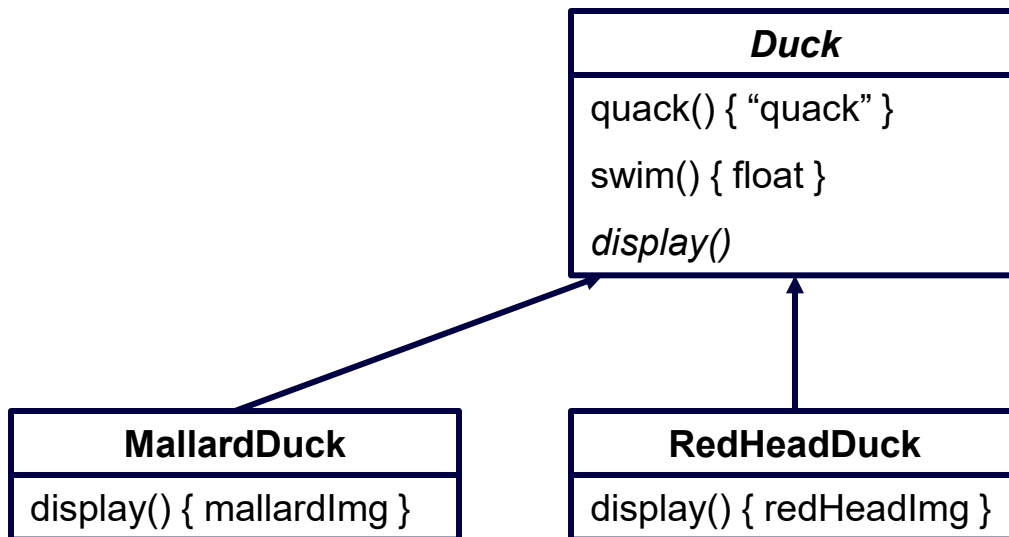 Duck
quack() { “quack” }
swim() { float }
display()
MallardDuck
display() { mallardImg }
RedHeadDuck
display() { redHeadImg }